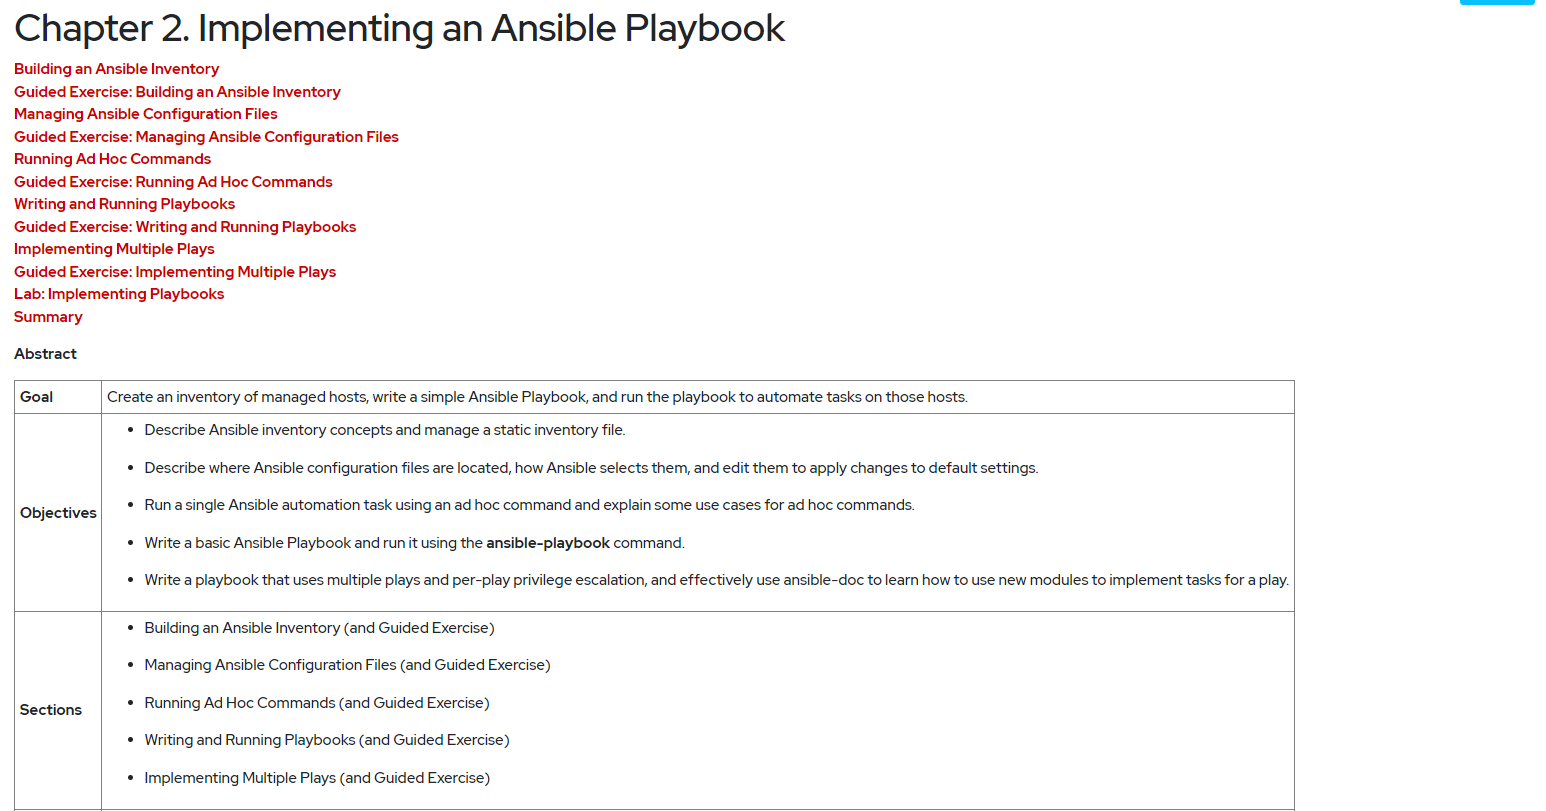 Chapter 2. Implementing an Ansible Playbook
Building an Ansible Inventory
Guided Exercise: Building an Ansible Inventory
Managing Ansible Configuration Files
Guided Exercise: Managing Ansible Configuration Files
Running Ad Hoc Commands
Guided Exercise: Running Ad Hoc Commands
Writing and Running Playbooks
Guided Exercise: Writing and Running Playbooks
Implementing Multiple Plays
Guided Exercise: Implementing Multiple Plays
Lab: Implementing Playbooks
Summary
Abstract
Goal Create an inventory of managed hosts, write a simple Ansible Playbook, and run the playbook to automate tasks on those hosts.
Objectives
• Describe Ansible inventory concepts and manage a static inventory file.
• Describe where Ansible configuration files are located, how Ansible selects them, and edit them to apply changes to default settings.
• Run a single Ansible automation task using an ad hoc command and explain some use cases for ad hoc commands.
• Write a basic Ansible Playbook and run it using the ansible-playbook command.
• Write a playbook that uses multiple plays and per-play privilege escalation, and effectively use ansible-doc to learn how to use new modules to implement tasks for a play.
Sections
• Building an Ansible Inventory (and Guided Exercise)
• Managing Ansible Configuration Files (and Guided Exercise)
• Running Ad Hoc Commands (and Guided Exercise)
• Writing and Running Playbooks (and Guided Exercise)
• Implementing Multiple Plays (and Guided Exercise)